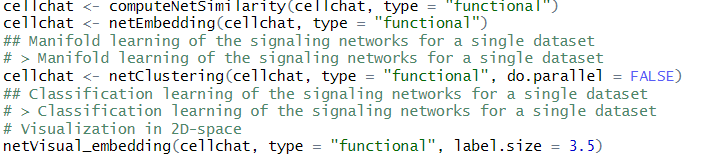 cellchat <- computeNetSimilarity(cellchat, type = "functional")
cellchat <- netEmbedding(cellchat, type = "functional")
## Manifold learning of the signaling networks for a single dataset
# > Manifold learning of the signaling networks for a single dataset
cellchat <- netClustering(cellchat, type = "functional", do.parallel = FALSE)
## Classification learning of the signaling networks for a single dataset
# > Classification learning of the signaling networks for a single dataset
# Visualization in 2D-space
netVisual_embedding(cellchat, type = "functional", label.size = 3.5)